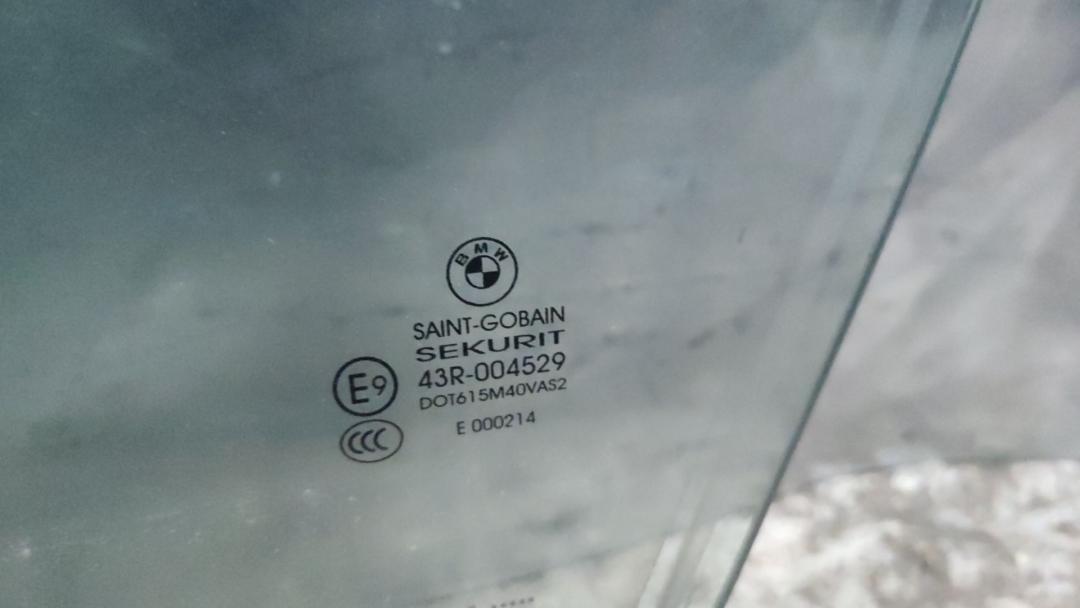 BMW
SAINT-GOBAIN
SEKURIT
E9
43R-004529
DOT615M40VAS2
CCC
E 000214